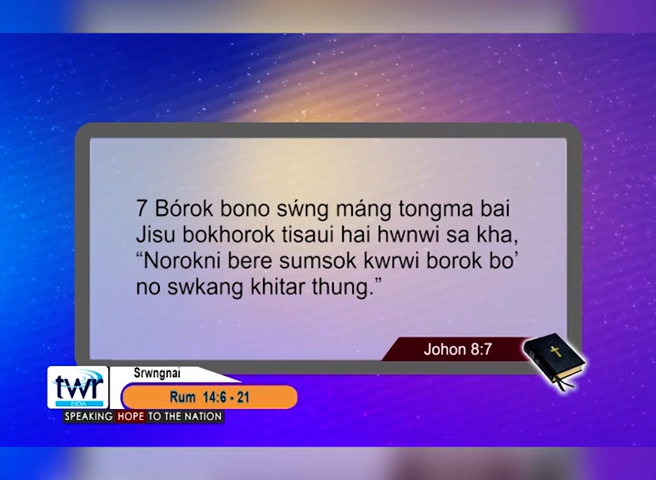 7 Bórok bono sẃng máng tongma bai
Jisu bokhorok tisaui hai hwnwi sa kha,
“Norokni bere sumsok kwrwi borok bo’
no swkang khitar thung.”
Johon 8:7
Srwngnai
twr
INDIA
Rum 14:6 - 21
SPEAKING HOPE TO THE NATION